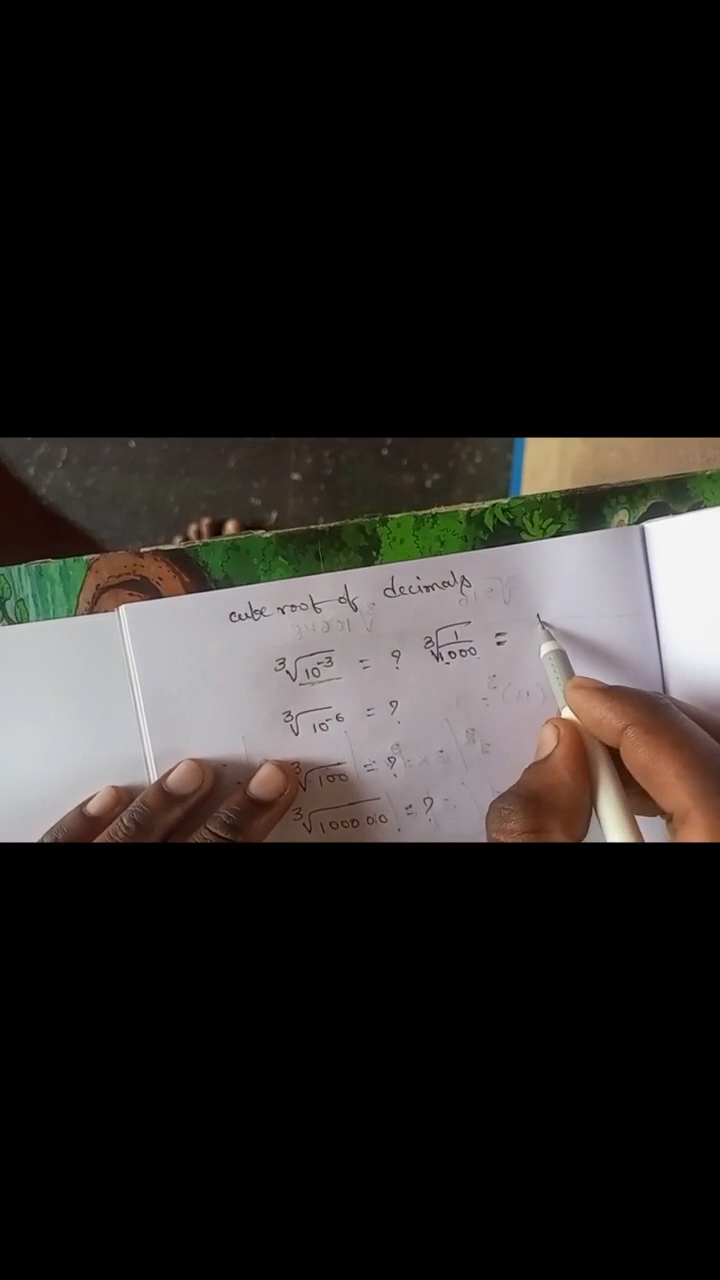 cube root of decimals
∛10⁻³ = ? ∛1/1000 =
∛10⁻⁶ = ?
∛100 = ?
∛1000000 = ?